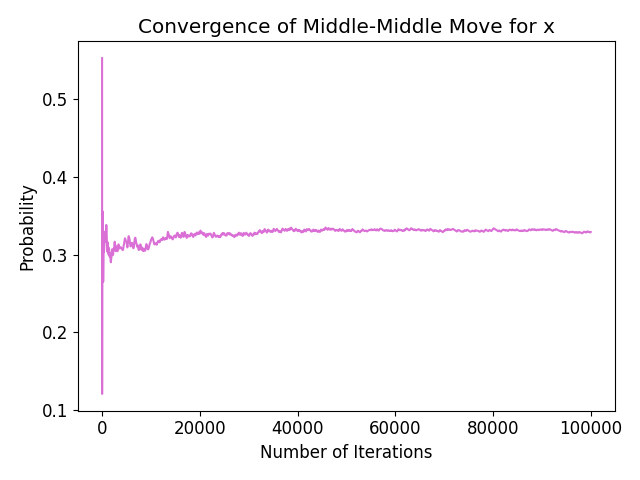 Convergence of Middle-Middle Move for x
Probability
0.5
0.4
0.3
0.2
0.1
0 20000 40000 60000 80000 100000
Number of Iterations